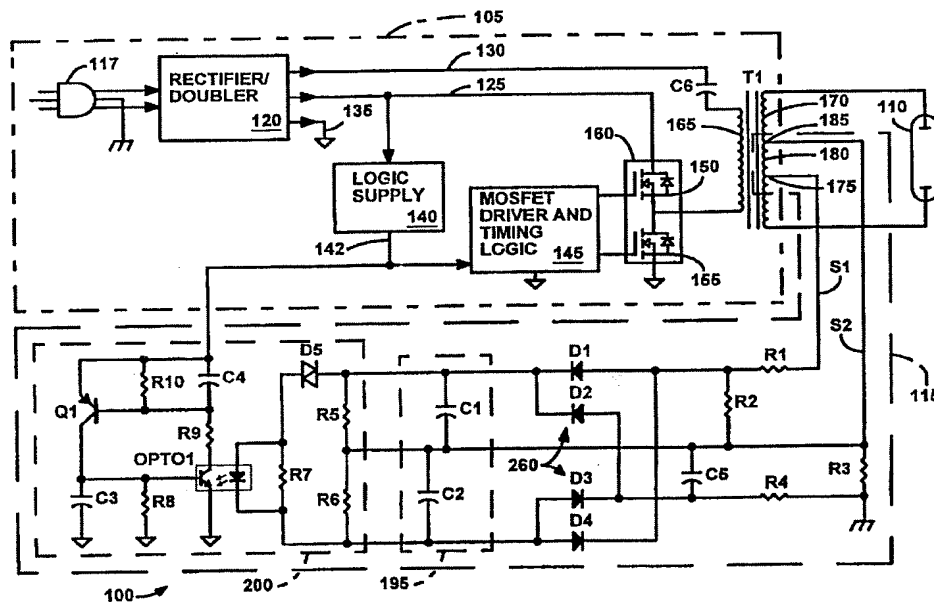 105
117
130
RECTIFIER/
DOUBLER
120
125
135
C6
T1
170
110
165
185
160
180
175
150
LOGIC
SUPPLY
140
MOSFET
DRIVER AND
TIMING
LOGIC
145
142
155
S1
S2
115
D5
D1
R1
C4
R10
D2
C1
R2
Q1
R5
R9
OPTO1
260
R7
C5
R3
R6
C2
D3
R4
C3
R8
D4
100
200
195